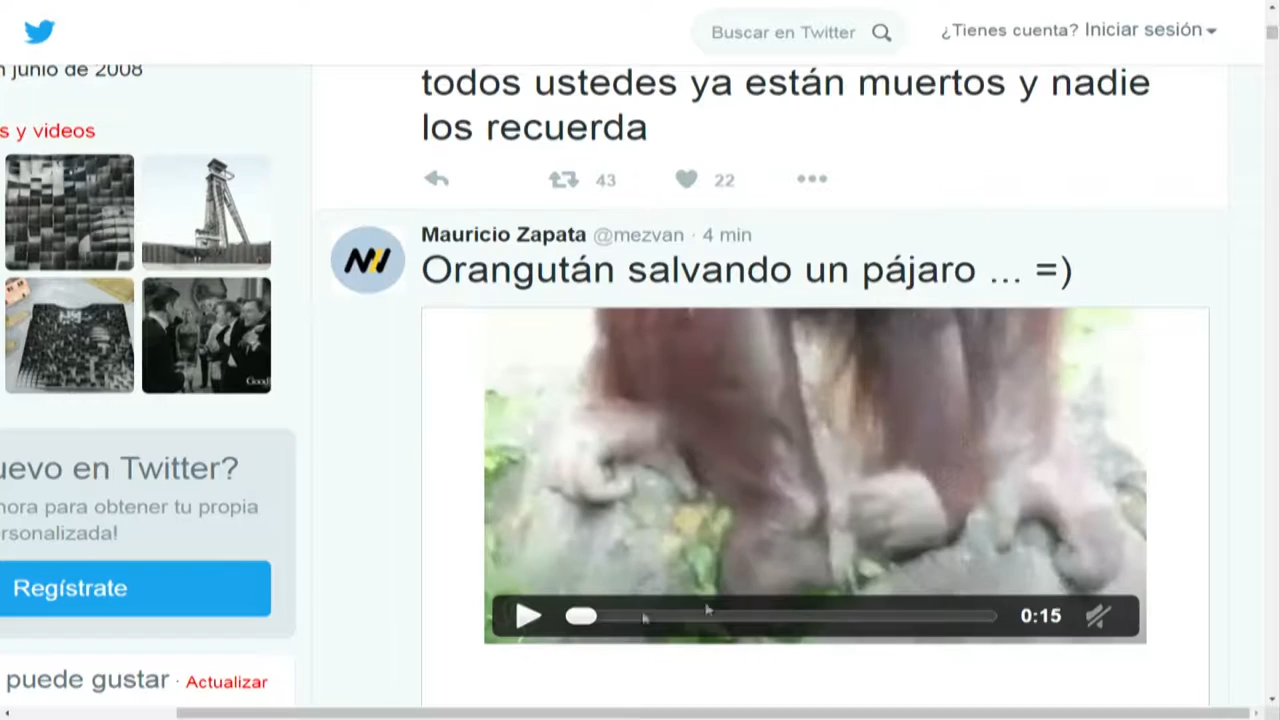 Buscar en Twitter
¿Tienes cuenta? Iniciar sesión
n junio de 2008
s y videos
todos ustedes ya están muertos y nadie
los recuerda
43
22
Mauricio Zapata @mezvan · 4 min
Orangután salvando un pájaro ... =)
Goo
uevo en Twitter?
hora para obtener tu propia
rsonalizada!
Regístrate
0:15
puede gustar · Actualizar